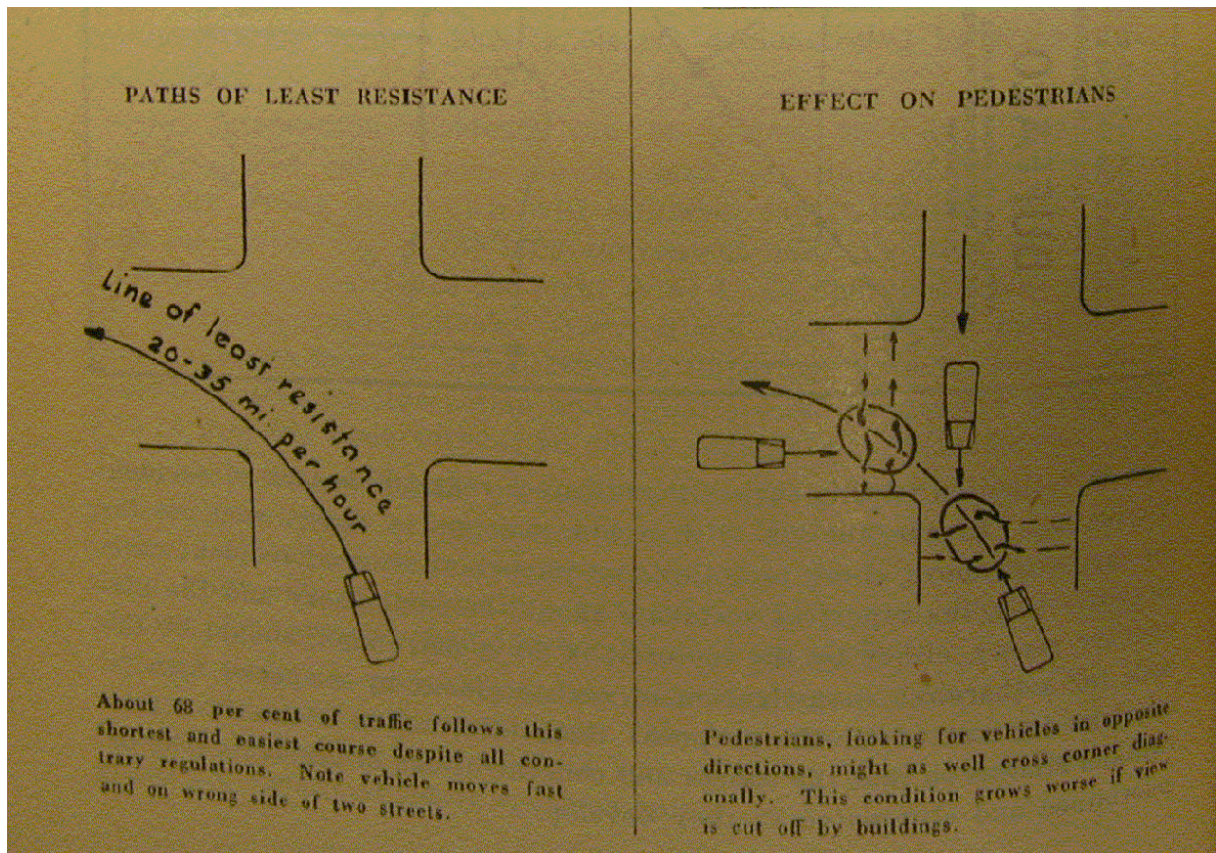 PATHS OF LEAST RESISTANCE
Line of least resistance
20-35 mi. per hour
About 68 per cent of traffic follows this
shortest and easiest course despite all con-
trary regulations. Note vehicle moves fast
and on wrong side of two streets.
EFFECT ON PEDESTRIANS
Pedestrians, looking for vehicles in opposite
directions, might as well cross corner diag-
onally. This condition grows worse if view
is cut off by buildings.